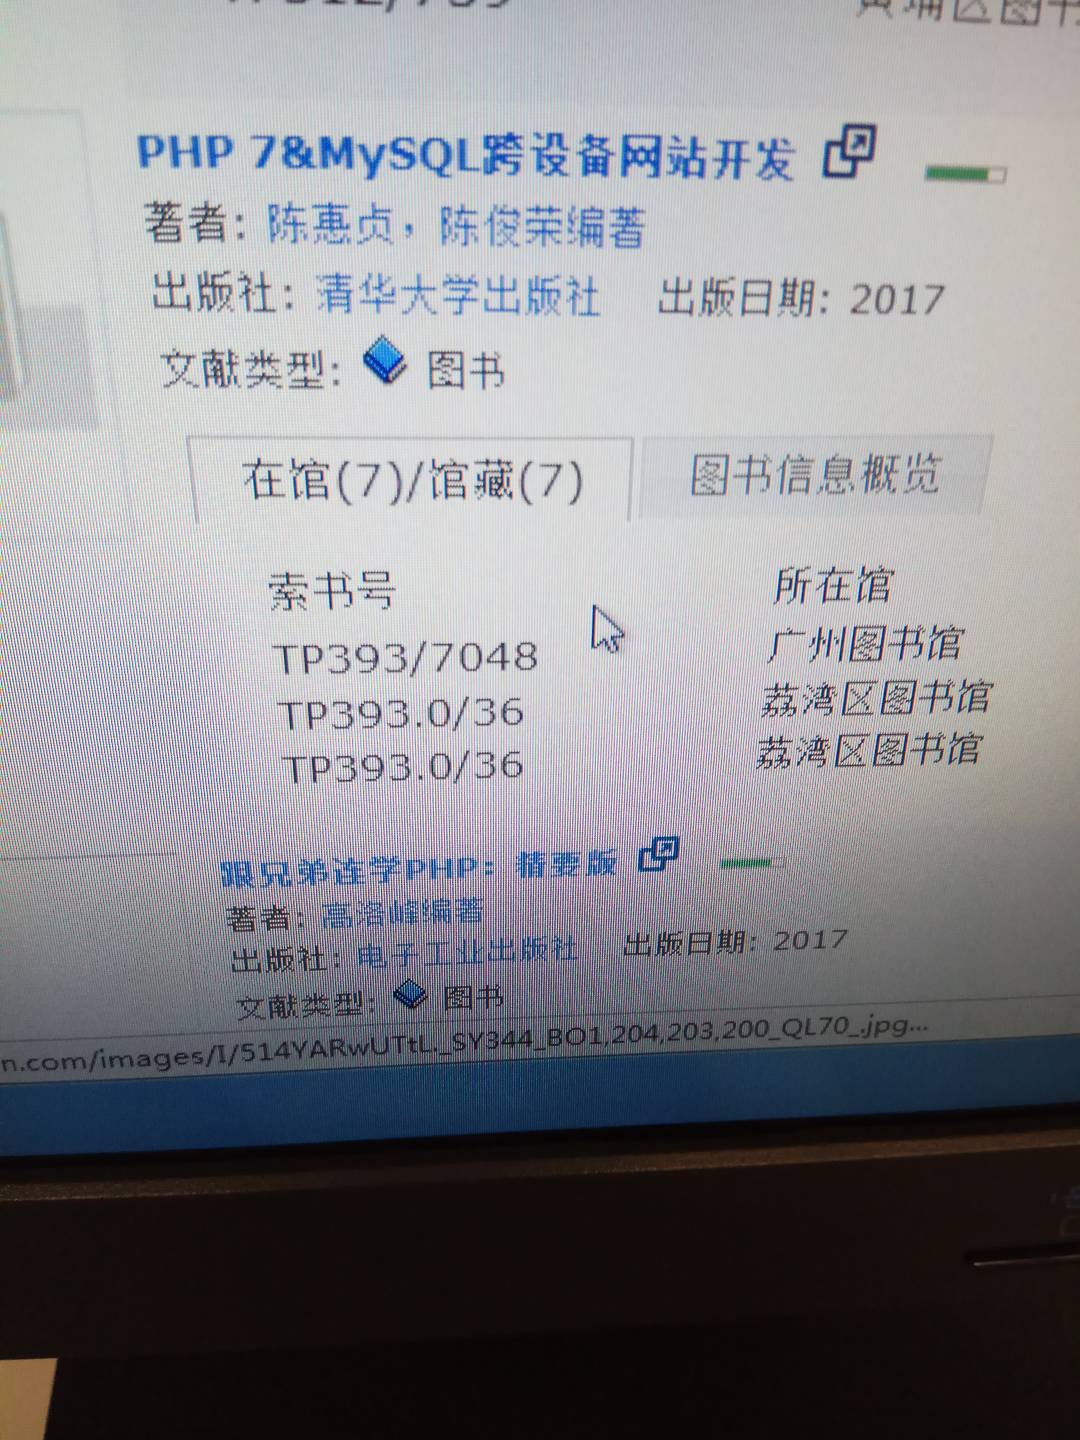 PHP 7&MySQL跨设备网站开发
著者: 陈惠贞, 陈俊荣编著
出版社: 清华大学出版社 出版日期: 2017
文献类型: 图书
在馆(7)/馆藏(7) 图书信息概览
索书号 所在馆
TP393/7048 广州图书馆
TP393.0/36 荔湾区图书馆
TP393.0/36 荔湾区图书馆
跟兄弟连学PHP: 精要版
著者: 高洛峰编著
出版社: 电子工业出版社 出版日期: 2017
文献类型: 图书
n.com/images/I/514YARwUTtL._SY344_BO1,204,203,200_QL70_.jpg...